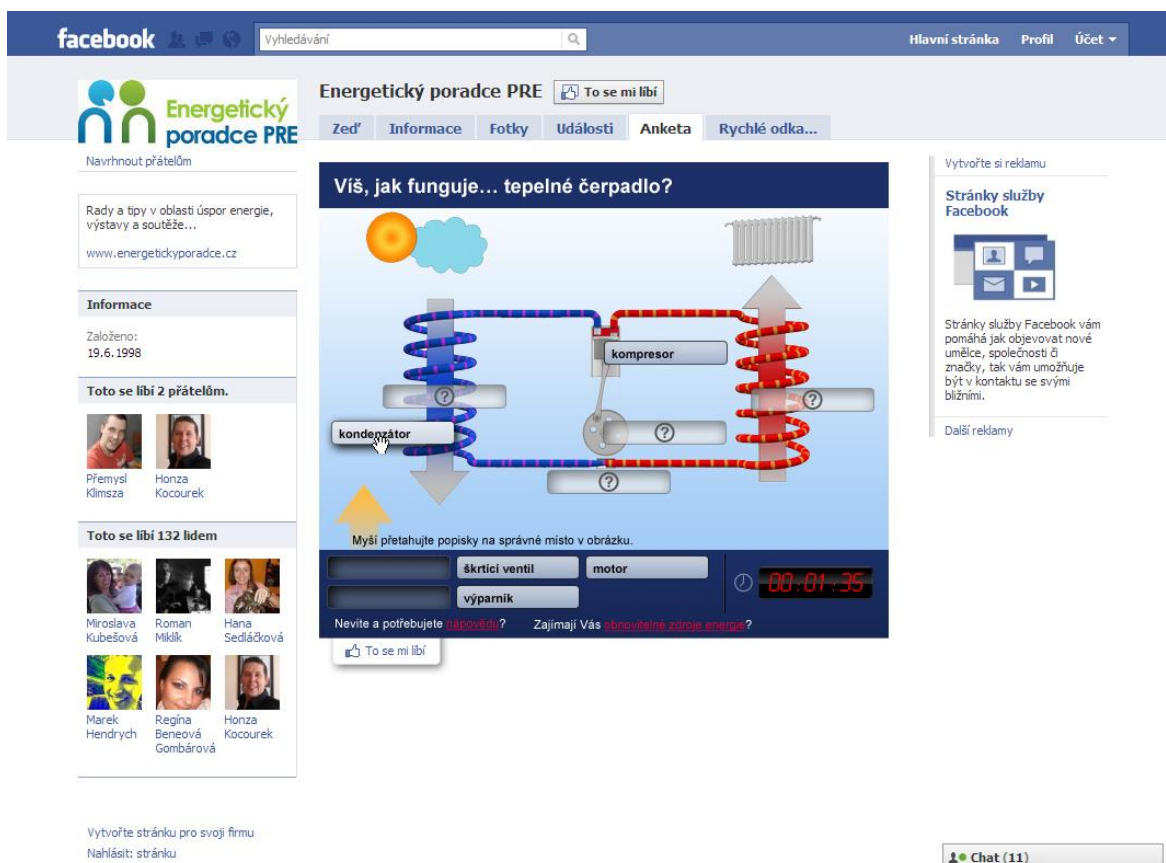 facebook
Vyhledávání
Hlavní stránka Profil Účet
Energetický
poradce PRE
Energetický poradce PRE
To se mi líbí
Zeď Informace Fotky Události Anketa Rychlé odka...
Navrhnout přátelům
Rady a tipy v oblasti úspor energie,
výstavy a soutěže...
www.energetickyporadce.cz
Informace
Založeno:
19.6.1998
Toto se líbí 2 přátelům.
Přemysl
Klimsza
Honza
Kocourek
Toto se líbí 132 lidem
Miroslava
Kubešová
Roman
Miklík
Hana
Sedláčková
Marek
Hendrych
Regína
Beneová
Gombárová
Honza
Kocourek
Vytvořte stránku pro svoji firmu
Nahlásit: stránku
Víš, jak funguje... tepelné čerpadlo?
kompresor
?
?
kondenzátor
?
?
Myší přetahujte popisky na správné místo v obrázku.
škrtící ventil
motor
výparník
00:01:35
Nevíte a potřebujete nápovědu?
Zajímají Vás obnovitelné zdroje energie?
To se mi líbí
Vytvořte si reklamu
Stránky služby
Facebook
Stránky služby Facebook vám
pomáhá jak objevovat nové
umělce, společnosti či
značky, tak vám umožňuje
být v kontaktu se svými
bližními.
Další reklamy
Chat (11)